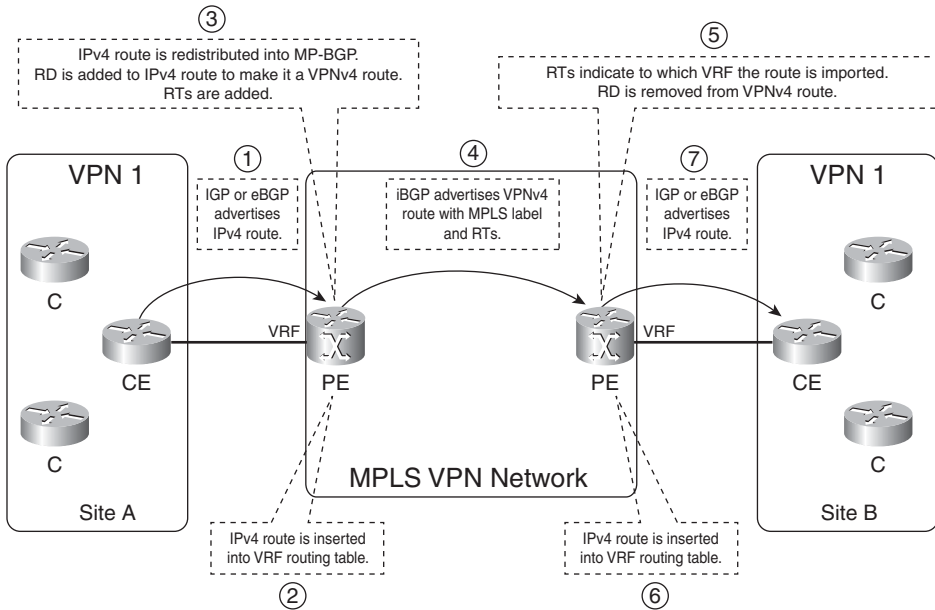 ③
IPv4 route is redistributed into MP-BGP.
RD is added to IPv4 route to make it a VPNv4 route.
RTs are added.
⑤
RTs indicate to which VRF the route is imported.
RD is removed from VPNv4 route.
VPN 1
①
IGP or eBGP
advertises
IPv4 route.
④
iBGP advertises VPNv4
route with MPLS label
and RTs.
⑦
IGP or eBGP
advertises
IPv4 route.
VPN 1
C
C
VRF
VRF
CE
PE
PE
CE
C
C
MPLS VPN Network
Site A
Site B
IPv4 route is inserted
into VRF routing table.
②
IPv4 route is inserted
into VRF routing table.
⑥